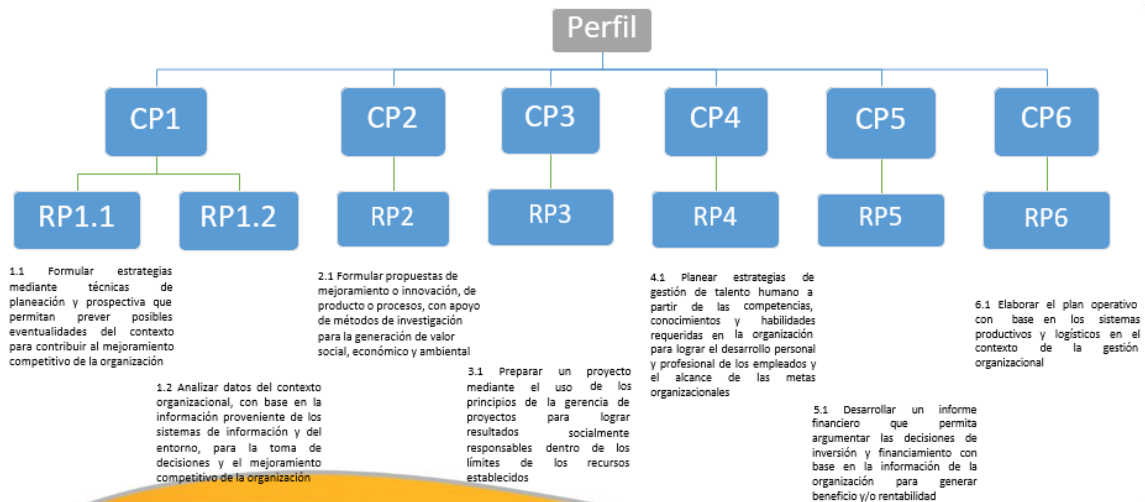 Perfil
CP1
CP2
CP3
CP4
CP5
CP6
RP1.1
RP1.2
RP2
RP3
RP4
RP5
RP6
1.1 Formular estrategias
mediante técnicas de
planeación y prospectiva que
permitan prever posibles
eventualidades del contexto
para contribuir al mejoramiento
competitivo de la organización
1.2 Analizar datos del contexto
organizacional, con base en la
información proveniente de los
sistemas de información y del
entorno, para la toma de
decisiones y el mejoramiento
competitivo de la organización
2.1 Formular propuestas de
mejoramiento o innovación, de
producto o procesos, con apoyo
de métodos de investigación
para la generación de valor
social, económico y ambiental
3.1 Preparar un proyecto
mediante el uso de los
principios de la gerencia de
proyectos para lograr
resultados socialmente
responsables dentro de los
límites de los recursos
establecidos
4.1 Planear estrategias de
gestión de talento humano a
partir de las competencias,
conocimientos y habilidades
requeridas en la organización
para lograr el desarrollo personal
y profesional de los empleados y
el alcance de las metas
organizacionales
5.1 Desarrollar un informe
financiero que permita
argumentar las decisiones de
inversión y financiamiento con
base en la información de la
organización para generar
beneficio y/o rentabilidad
6.1 Elaborar el plan operativo
con base en los sistemas
productivos y logísticos en el
contexto de la gestión
organizacional